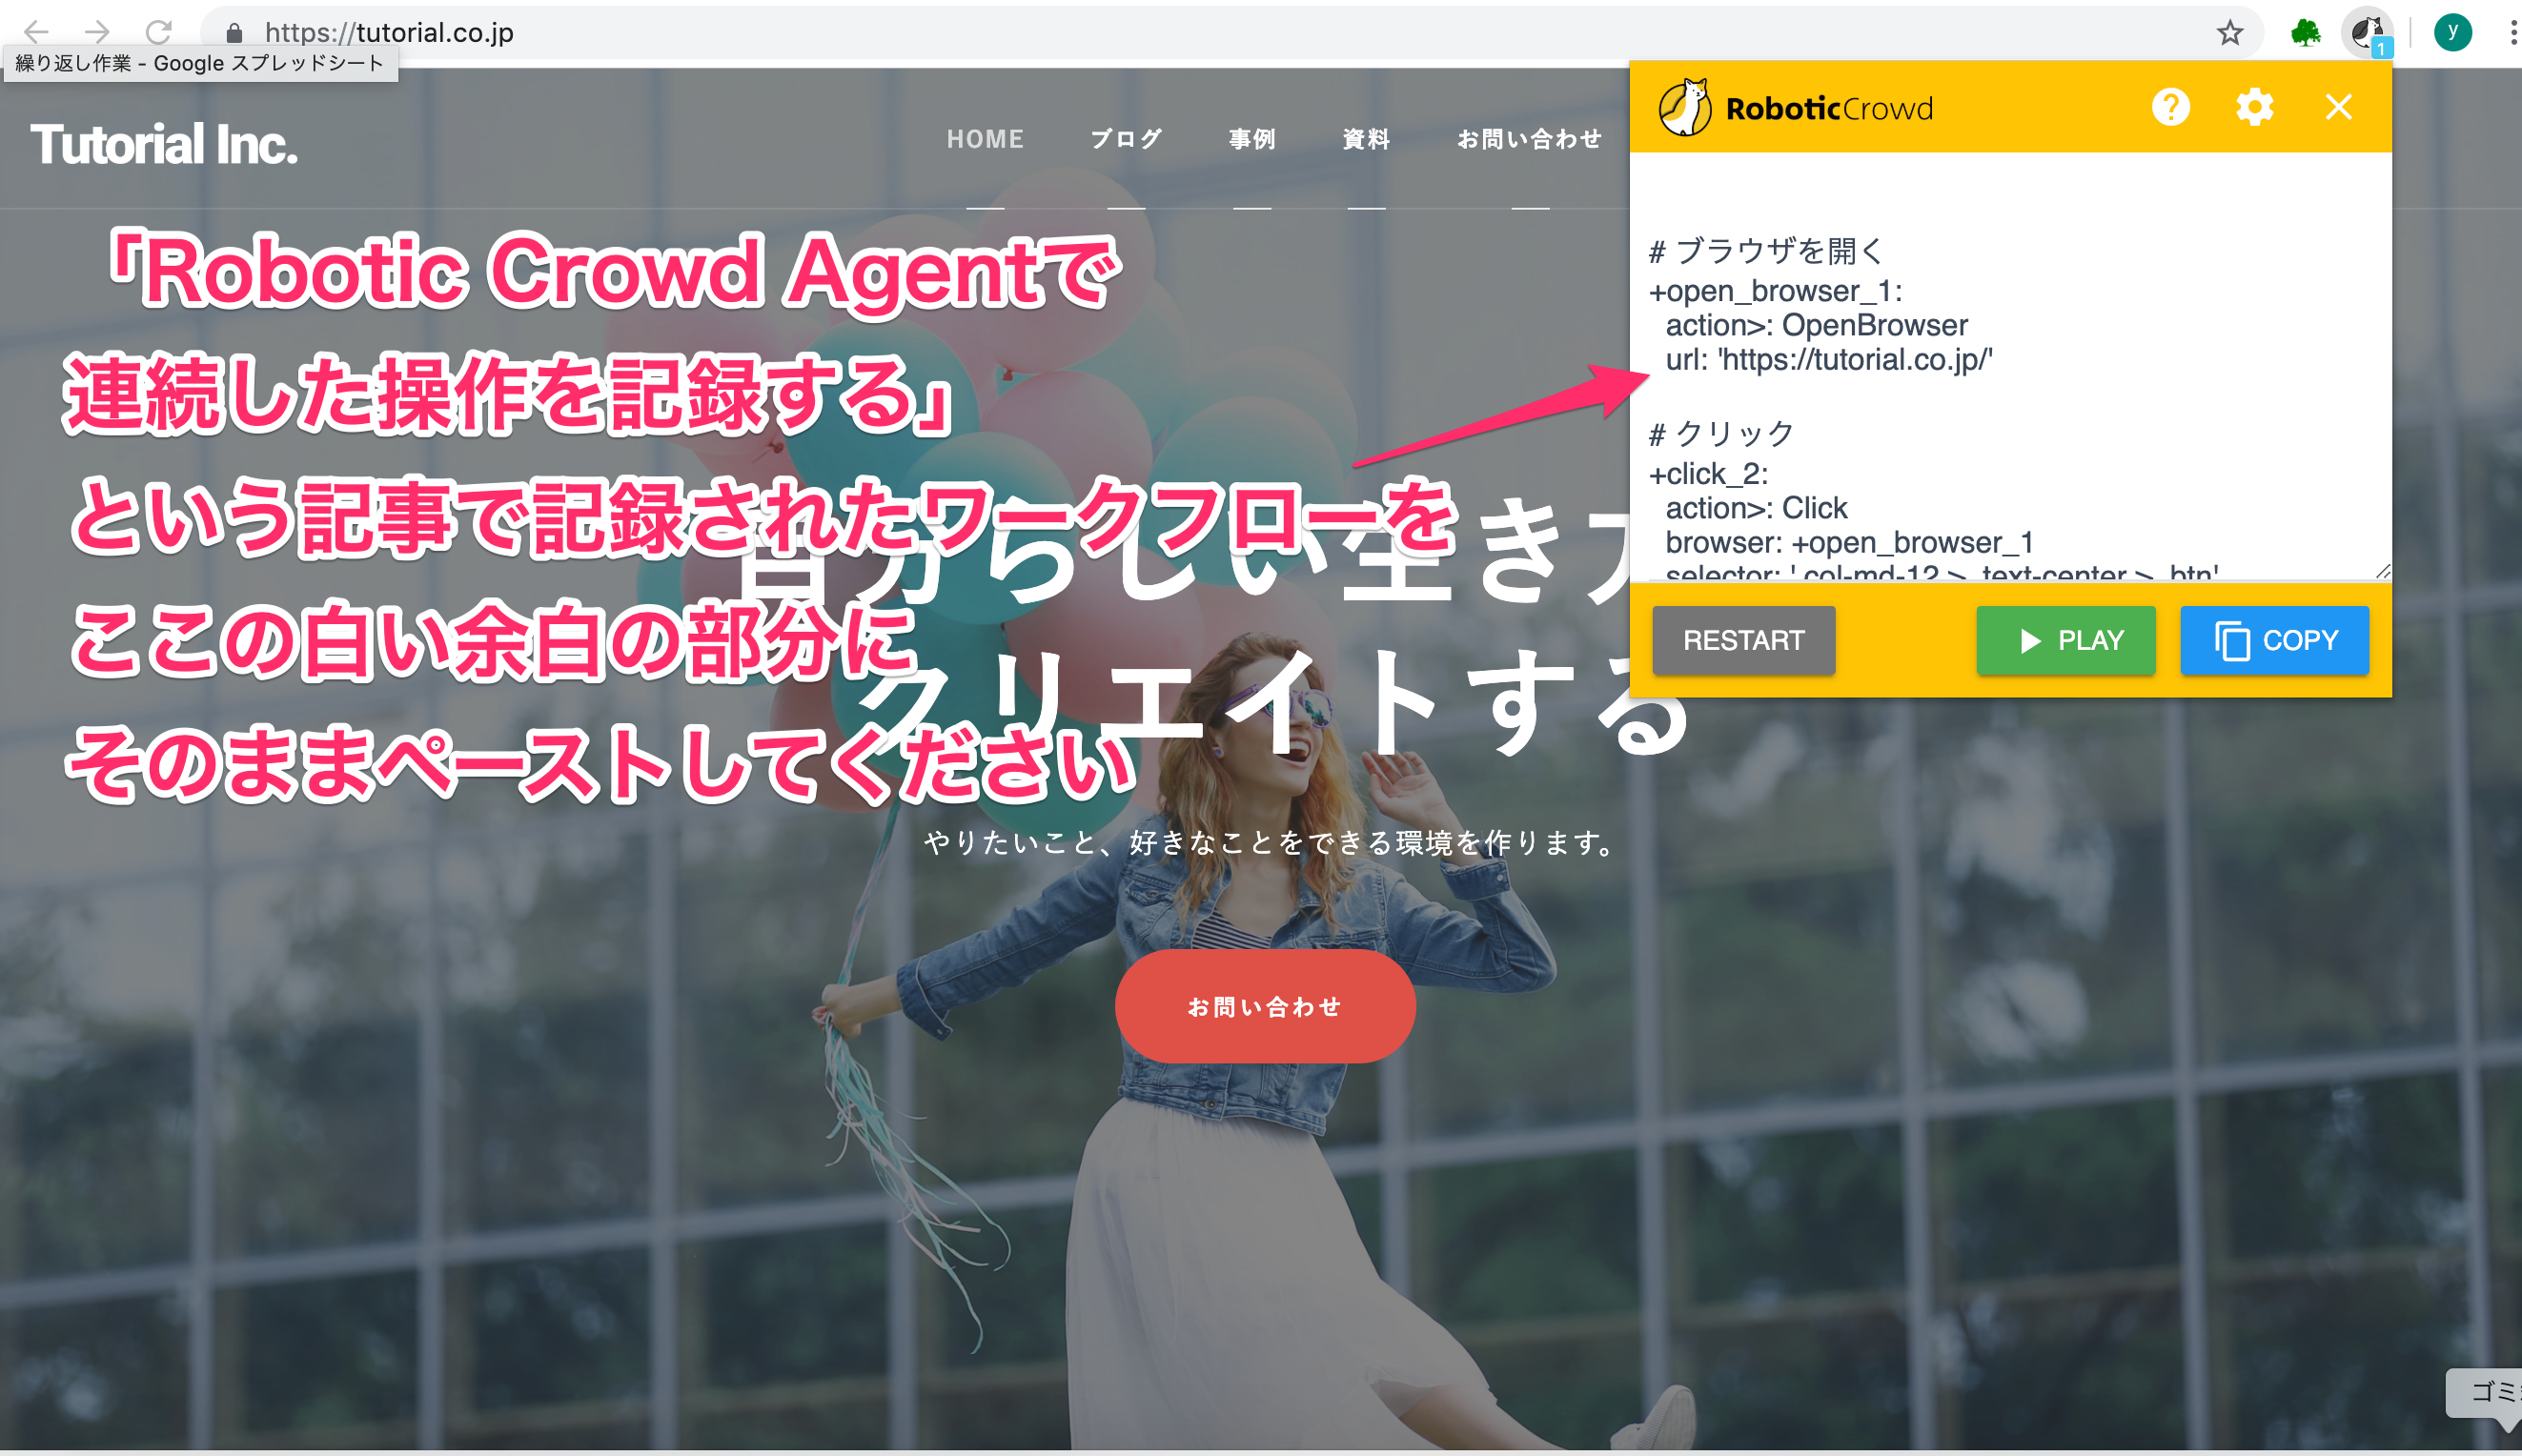 https://tutorial.co.jp
1
y
繰り返し作業 – Google スプレッドシート
Tutorial Inc.
HOME
ブログ
事例
資料
お問い合わせ
RoboticCrowd
?
# ブラウザを開く
+open_browser_1:
action>: OpenBrowser
url: 'https://tutorial.co.jp/'
# クリック
+click_2:
action>: Click
browser: +open_browser_1
selector: '.col-md-12 > .text-center > .btn'
RESTART
PLAY
COPY
「Robotic Crowd Agentで
連続した操作を記録する」
という記事で記録されたワークフローを
ここの白い余白の部分に
そのままペーストしてください
自分らしい生き方
クリエイトする
やりたいこと、好きなことをできる環境を作ります。
お問い合わせ
ゴミ